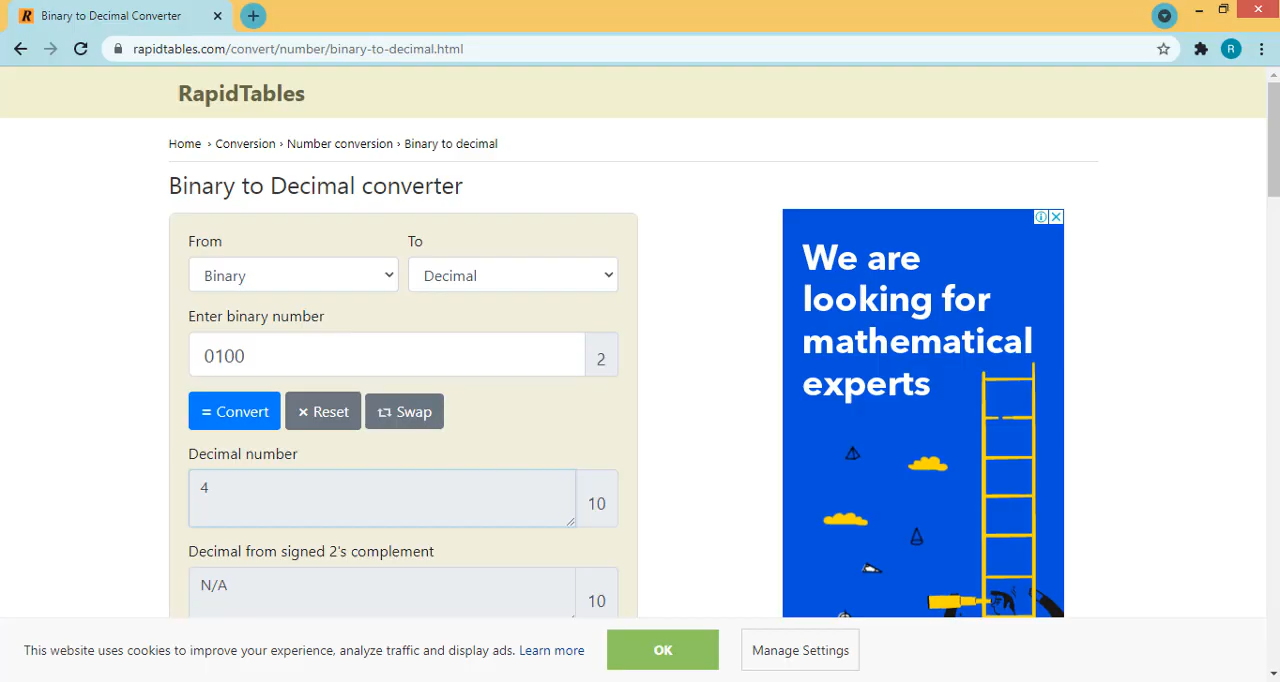 Binary to Decimal Converter
rapidtables.com/convert/number/binary-to-decimal.html
R
RapidTables
Home › Conversion › Number conversion › Binary to decimal
Binary to Decimal converter
From To
Binary Decimal
Enter binary number
0100 2
= Convert × Reset Swap
Decimal number
4 10
Decimal from signed 2's complement
N/A 10
We are
looking for
mathematical
experts
This website uses cookies to improve your experience, analyze traffic and display ads. Learn more OK Manage Settings